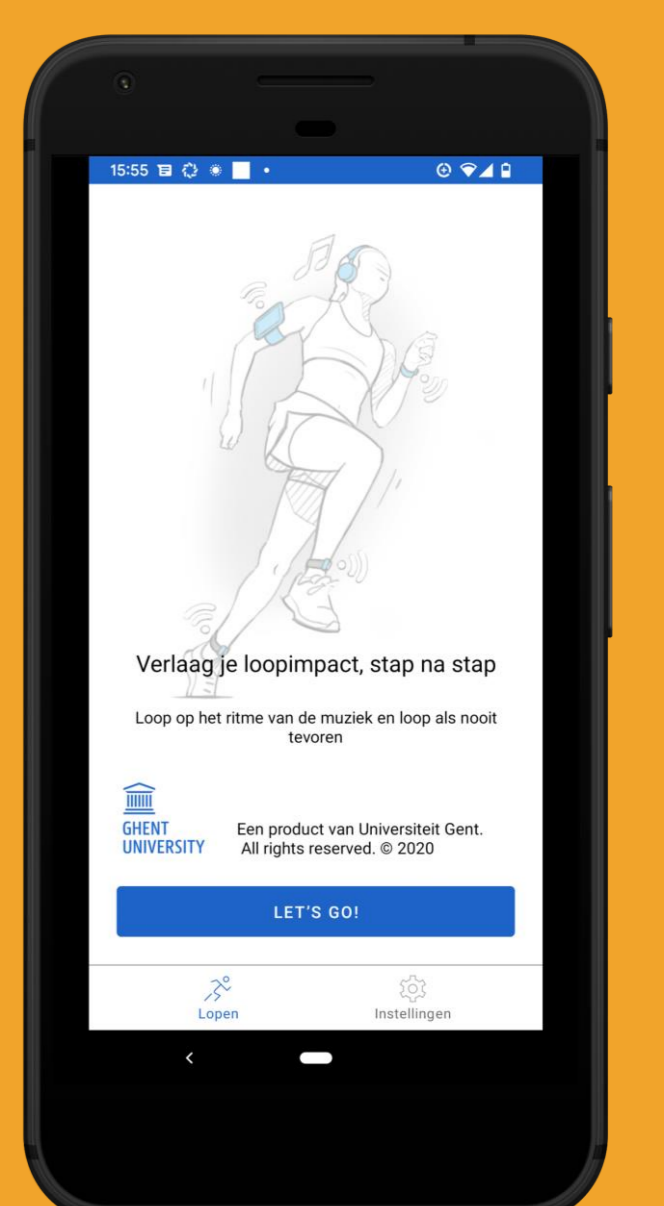 15:55
Verlaag je loopimpact, stap na stap
Loop op het ritme van de muziek en loop als nooit
tevoren
GHENT
UNIVERSITY
Een product van Universiteit Gent.
All rights reserved. © 2020
LET'S GO!
Lopen
Instellingen